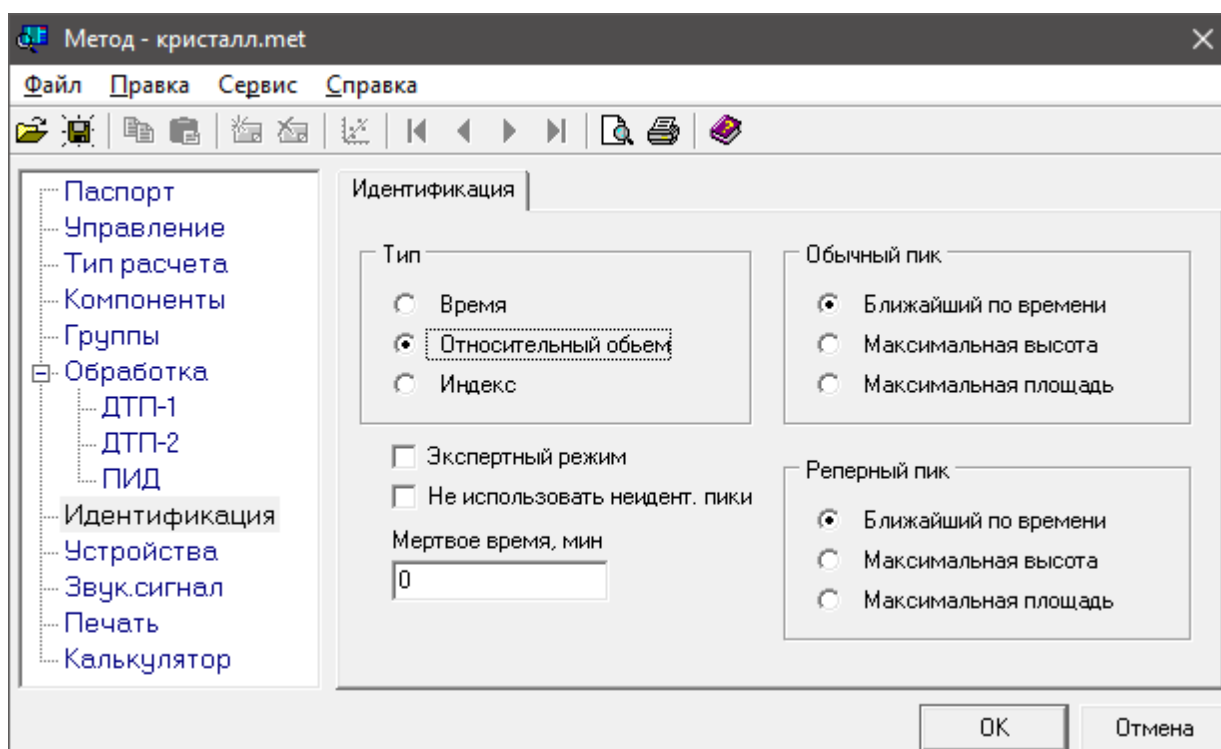 Метод - кристалл.met
Файл Правка Сервис Справка
Паспорт
Управление
Тип расчета
Компоненты
Группы
Обработка
ДТП-1
ДТП-2
ПИД
Идентификация
Устройства
Звук.сигнал
Печать
Калькулятор
Идентификация
Тип
Время
Относительный обьем
Индекс
Экспертный режим
Не использовать неидент. пики
Мертвое время, мин
0
Обычный пик
Ближайший по времени
Максимальная высота
Максимальная площадь
Реперный пик
Ближайший по времени
Максимальная высота
Максимальная площадь
OK Отмена